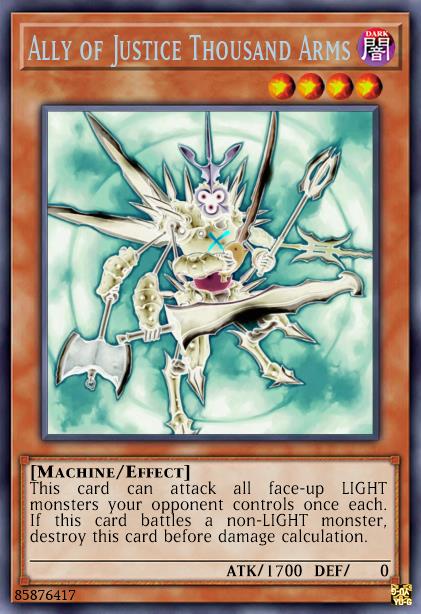 ALLY OF JUSTICE THOUSAND ARMS
DARK
闇
[MACHINE/EFFECT]
This card can attack all face-up LIGHT
monsters your opponent controls once each.
If this card battles a non-LIGHT monster,
destroy this card before damage calculation.
ATK/1700 DEF/ 0
85876417